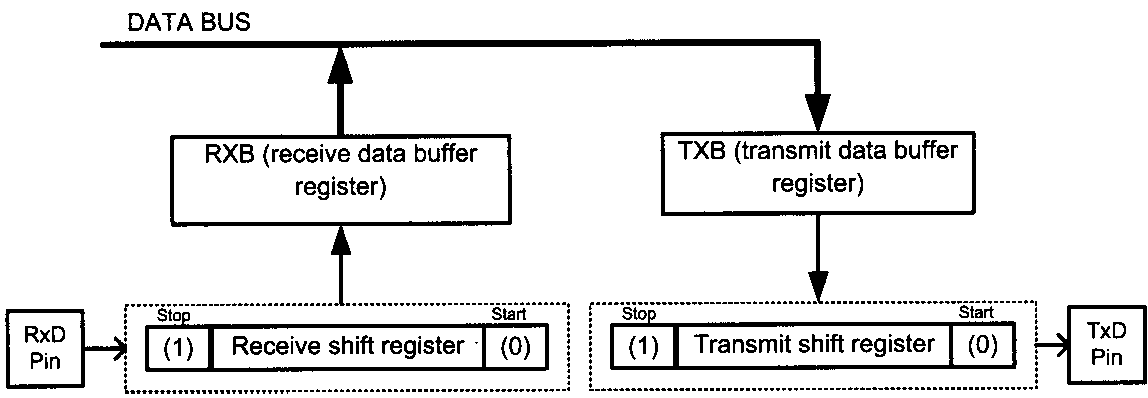 DATA BUS
RXB (receive data buffer
register)
TXB (transmit data buffer
register)
RxD
Pin
Stop
Start
(1)
Receive shift register
(0)
Stop
Start
(1)
Transmit shift register
(0)
TxD
Pin